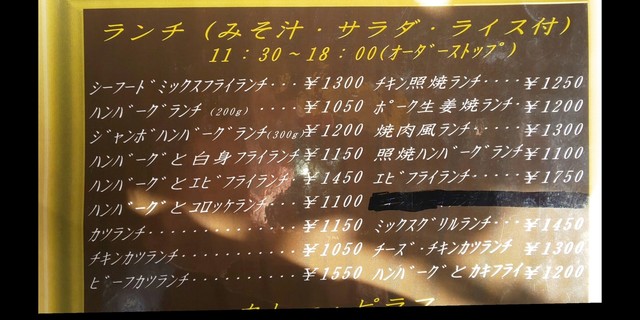 ランチ（みそ汁・サラダ・ライス付）
11：30～18：00(オーダーストップ)
シーフードミックスフライランチ･･･¥1300
ハンバーグランチ (200g) ････¥1050
ジャンボハンバーグランチ(300g)¥1200
ハンバーグと白身フライランチ¥1150
ハンバーグとエビフライランチ･¥1450
ハンバーグとコロッケランチ･･¥1100
カツランチ･････････････¥1150
チキンカツランチ･･････････¥1050
ビーフカツランチ･･････････¥1550
チキン照焼ランチ･････¥1250
ポーク生姜焼ランチ･･･¥1200
焼肉風ランチ･･････¥1300
照焼ハンバーグランチ･¥1100
エビフライランチ････¥1750
ミックスグリルランチ････¥1450
チーズ・チキンカツランチ ¥1300
ハンバーグとカキフライ･¥1200